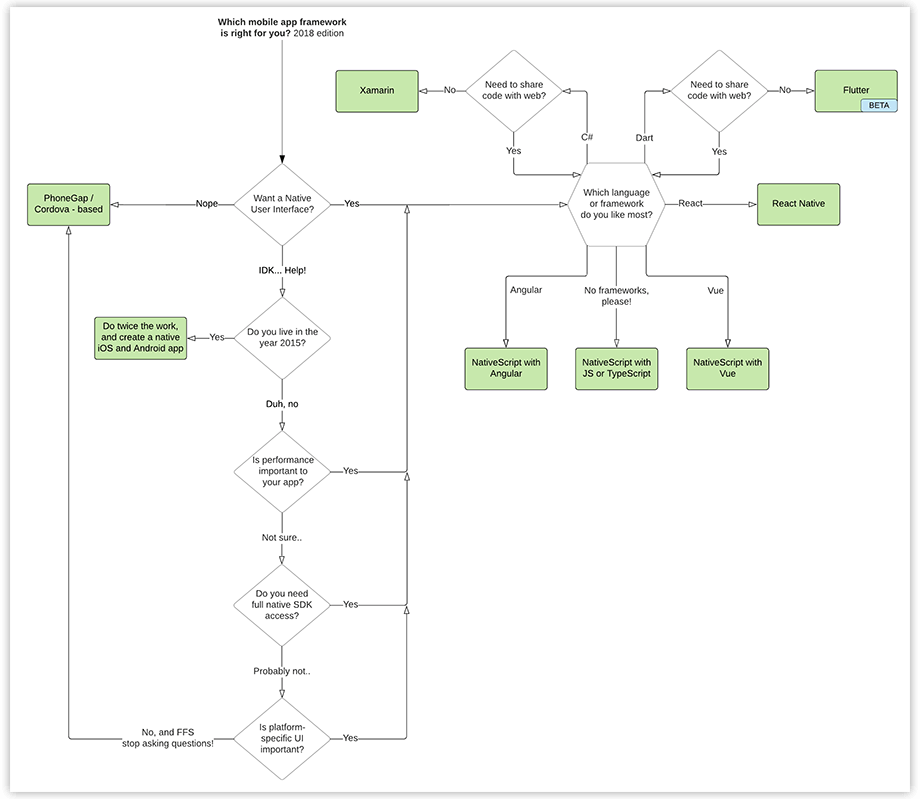 Which mobile app framework
is right for you? 2018 edition
Xamarin
No
Need to share
code with web?
Need to share
code with web?
No
Flutter
BETA
C#
Dart
Yes
Yes
PhoneGap /
Cordova - based
Nope
Want a Native
User Interface?
Yes
Which language
or framework
do you like most?
React
React Native
IDK... Help!
Angular
No frameworks,
please!
Vue
Do twice the work,
and create a native
iOS and Android app
Yes
Do you live in the
year 2015?
NativeScript with
Angular
NativeScript with
JS or TypeScript
NativeScript with
Vue
Duh, no
Is performance
important to
your app?
Yes
Not sure..
Do you need
full native SDK
access?
Yes
Probably not..
No, and FFS
stop asking questions!
Is platform-
specific UI
important?
Yes